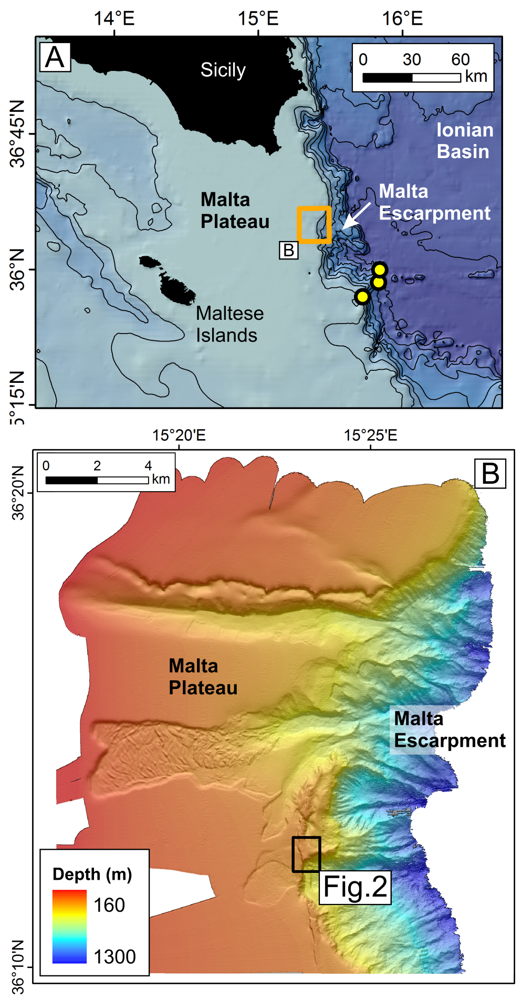 14°E 15°E 16°E
A
Sicily
0 30 60
km
36°45'N
Ionian
Basin
Malta
Plateau
Malta
Escarpment
B
36°N
Maltese
Islands
5°15'N
15°20'E 15°25'E
0 2 4
km
B
36°20'N
Malta
Plateau
Malta
Escarpment
Fig.2
Depth (m)
160
1300
36°10'N